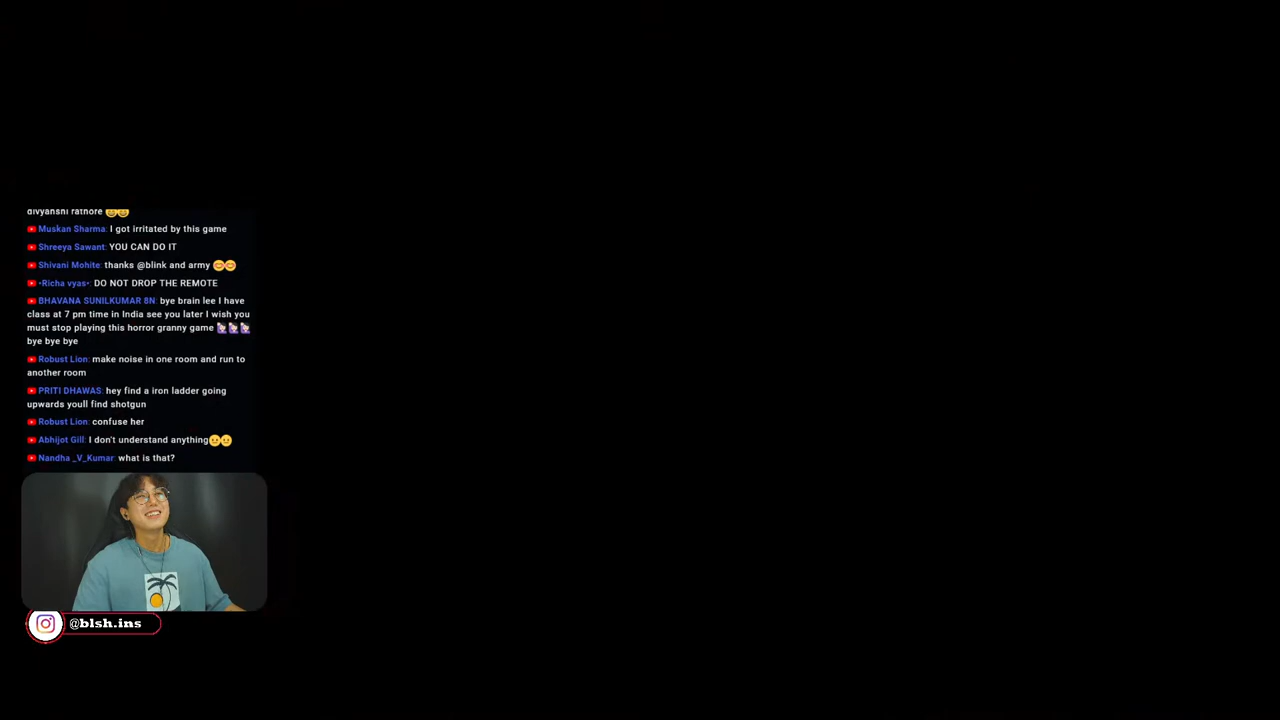 divyanshi rathore 😊😊
Muskan Sharma: I got irritated by this game
Shreeya Sawant: YOU CAN DO IT
Shivani Mohite: thanks @blink and army 😊😊
•Richa vyas•: DO NOT DROP THE REMOTE
BHAVANA SUNILKUMAR 8N: bye brain lee I have
class at 7 pm time in India see you later I wish you
must stop playing this horror granny game 🙋🏻‍♀️🙋🏻‍♀️🙋🏻‍♀️
bye bye bye
Robust Lion: make noise in one room and run to
another room
PRITI DHAWAS: hey find a iron ladder going
upwards youll find shotgun
Robust Lion: confuse her
Abhijot Gill: I don't understand anything😕😕
Nandha _V_Kumar: what is that?
@blsh.ins